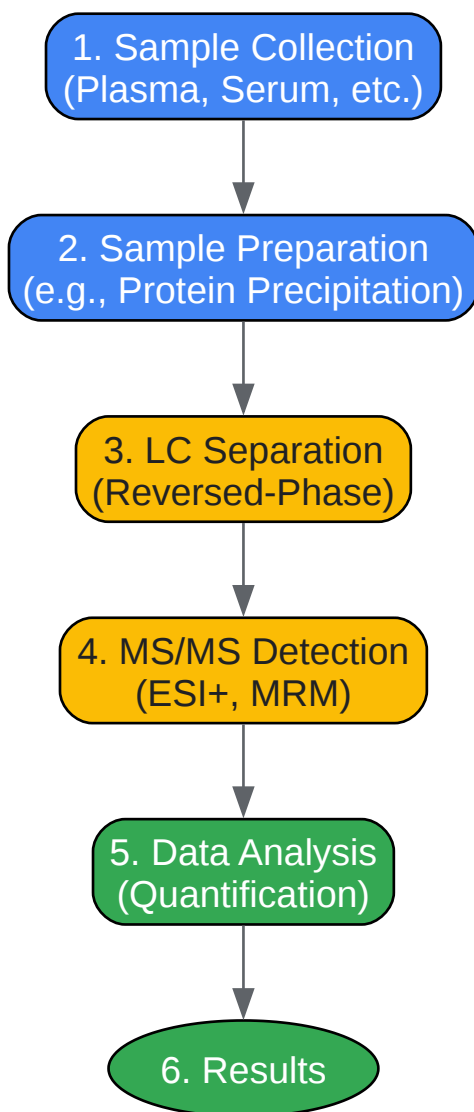 1. Sample Collection
(Plasma, Serum, etc.)
2. Sample Preparation
(e.g., Protein Precipitation)
3. LC Separation
(Reversed-Phase)
4. MS/MS Detection
(ESI+, MRM)
5. Data Analysis
(Quantification)
6. Results